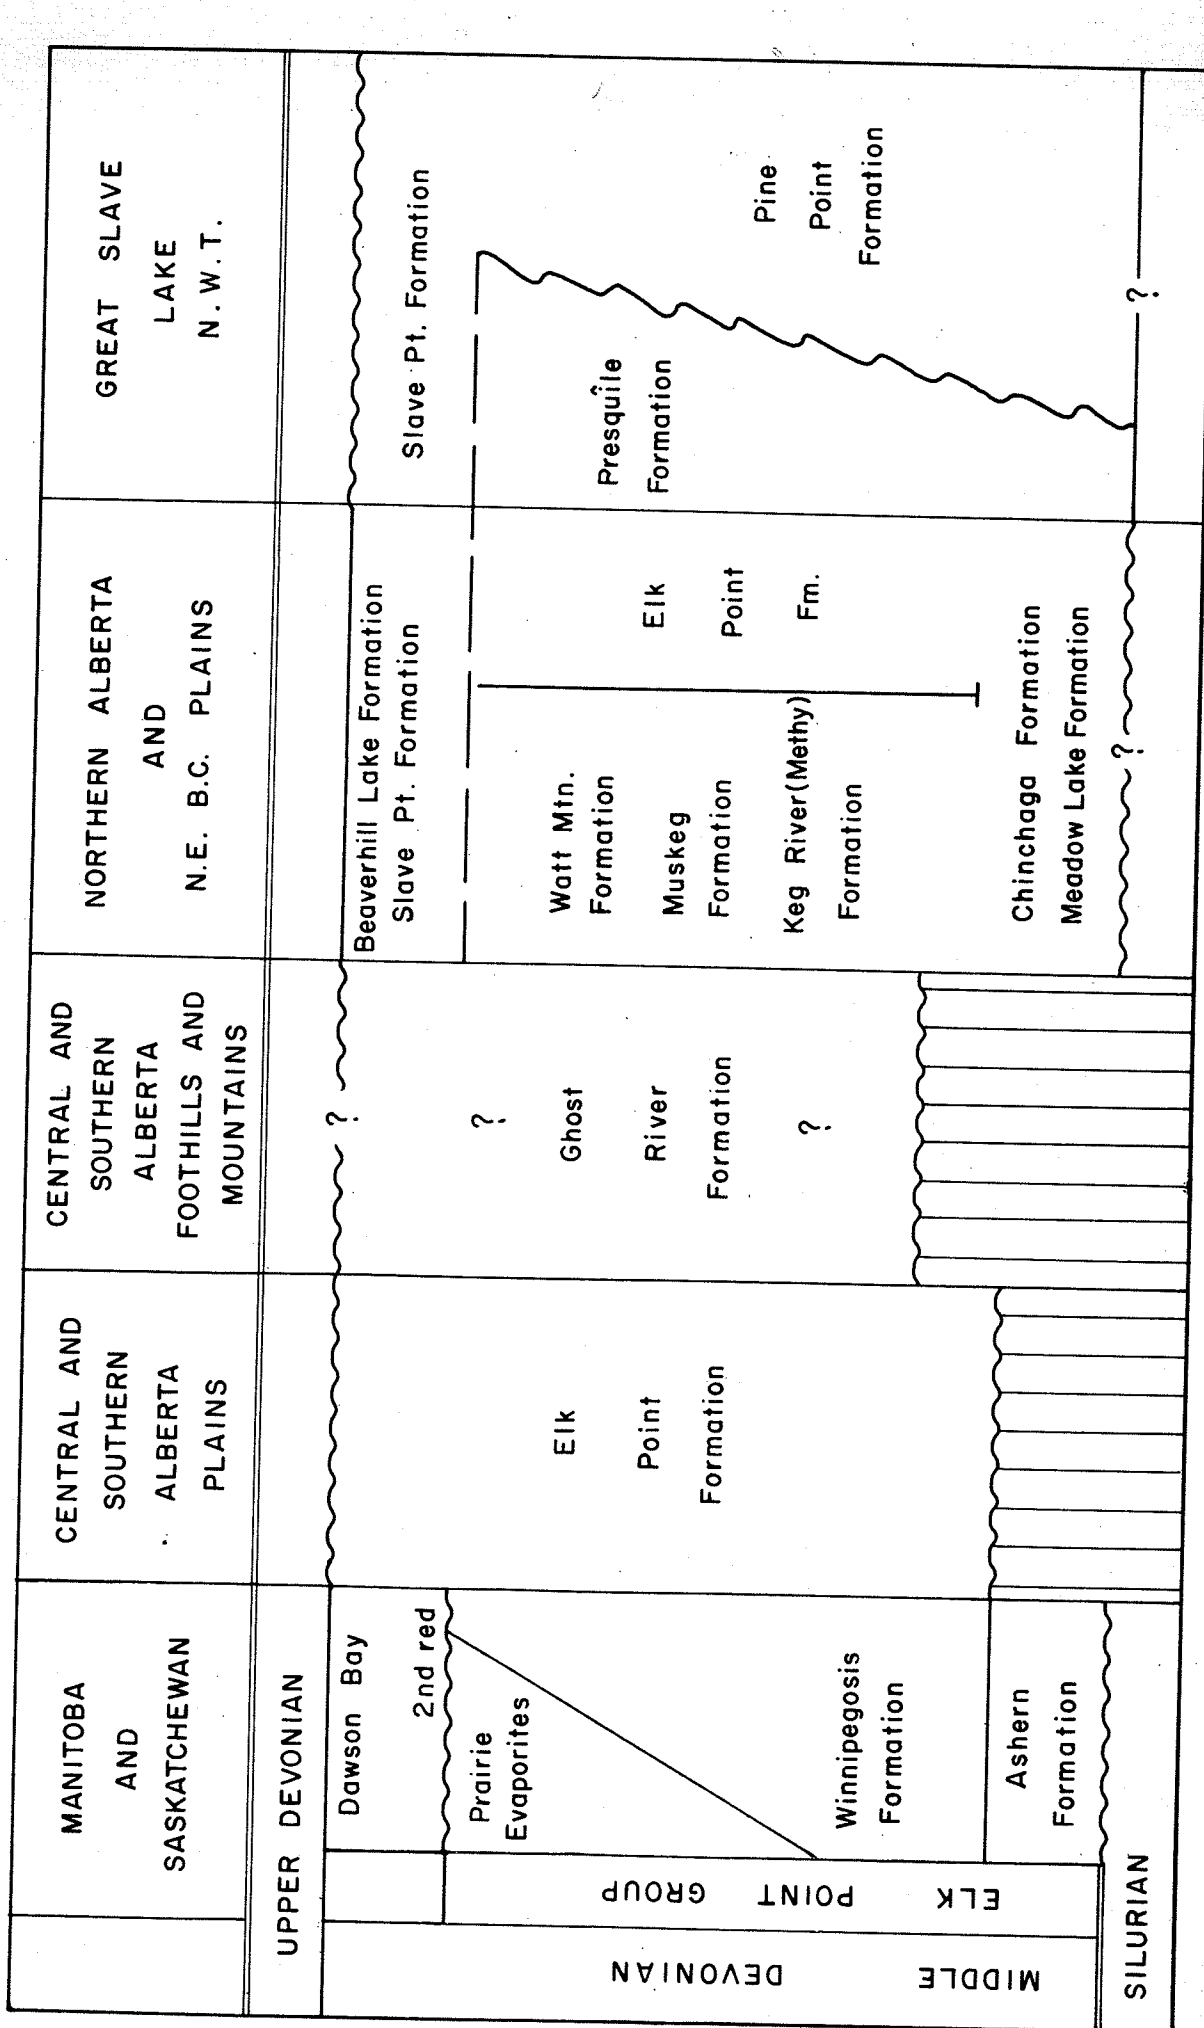 MANITOBA
AND
SASKATCHEWAN
CENTRAL AND
SOUTHERN
ALBERTA
PLAINS
CENTRAL AND
SOUTHERN
ALBERTA
FOOTHILLS AND
MOUNTAINS
NORTHERN ALBERTA
AND
N.E. B.C. PLAINS
GREAT SLAVE
LAKE
N.W.T.
UPPER DEVONIAN
MIDDLE DEVONIAN
ELK POINT GROUP
Dawson Bay
2nd red
Prairie
Evaporites
Winnipegosis
Formation
Ashern
Formation
Elk
Point
Formation
?
?
Ghost
River
Formation
?
Beaverhill Lake Formation
Slave Pt. Formation
Watt Mtn.
Formation
Muskeg
Formation
Keg River(Methy)
Formation
Elk
Point
Fm.
Chinchaga Formation
Meadow Lake Formation
?
Slave Pt. Formation
Presquîle
Formation
Pine
Point
Formation
?
SILURIAN